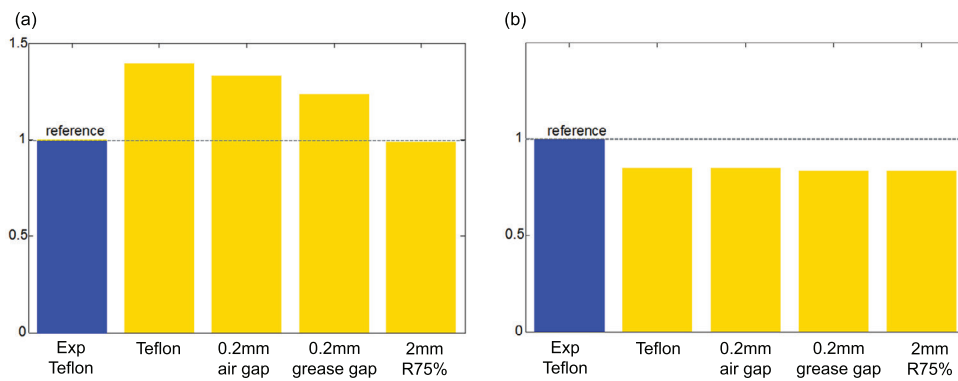 (a)
1.5
1
0.5
0
reference
Exp
Teflon
Teflon
0.2mm
air gap
0.2mm
grease gap
2mm
R75%
(b)
1
0.5
1
reference
Exp
Teflon
Teflon
0.2mm
air gap
0.2mm
grease gap
2mm
R75%